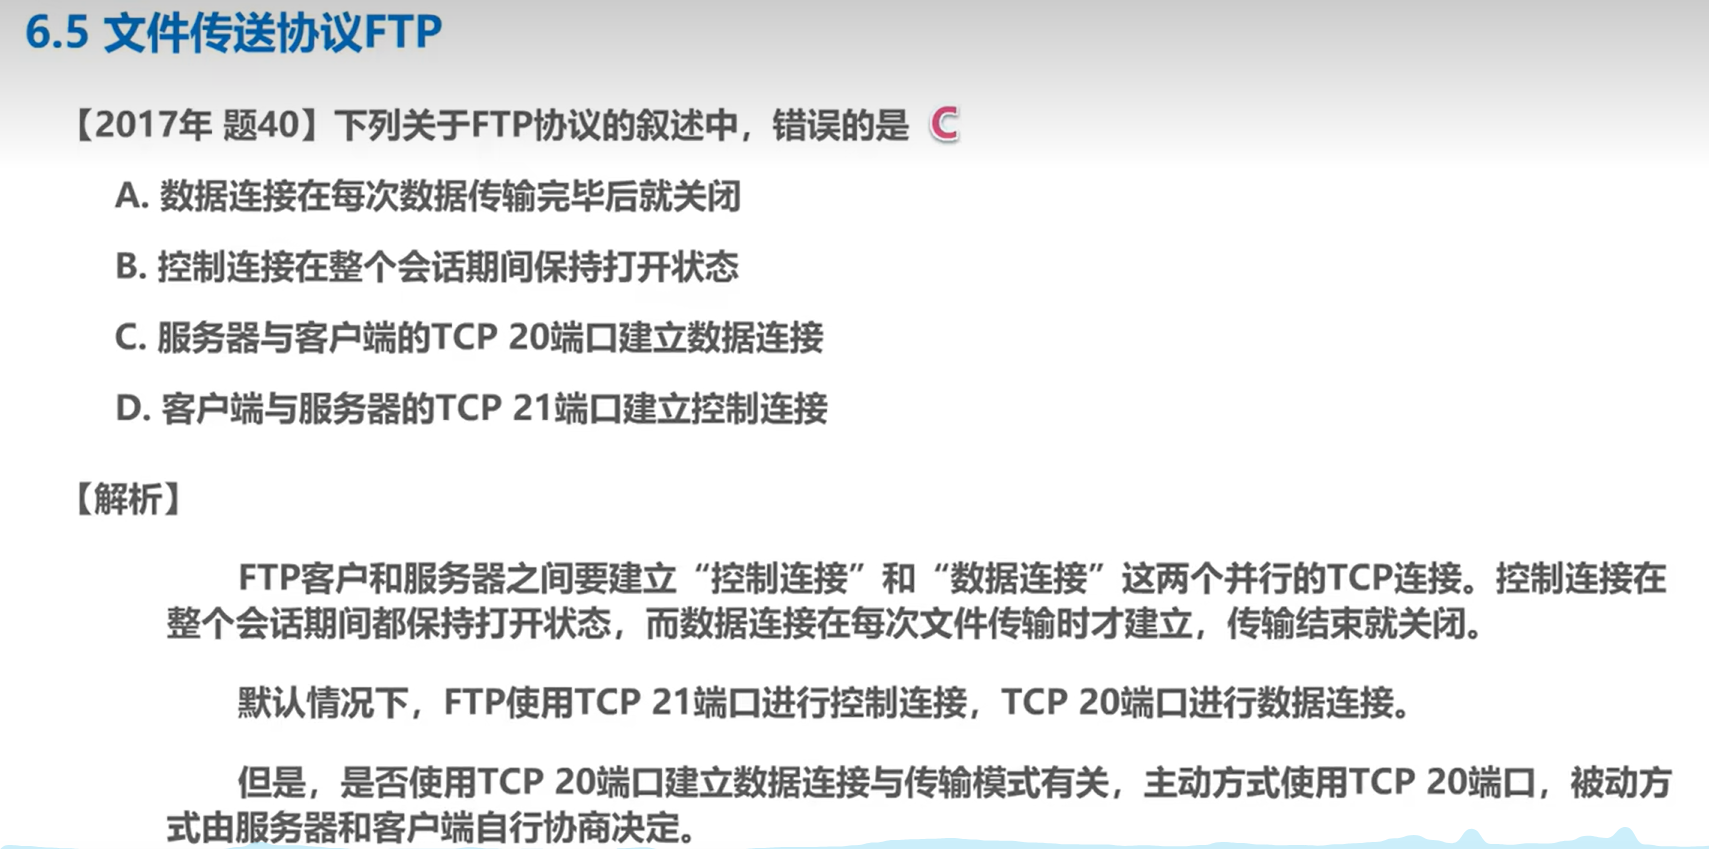 6.5 文件传送协议FTP
【2017年 题40】下列关于FTP协议的叙述中，错误的是 C
A. 数据连接在每次数据传输完毕后就关闭
B. 控制连接在整个会话期间保持打开状态
C. 服务器与客户端的TCP 20端口建立数据连接
D. 客户端与服务器的TCP 21端口建立控制连接
【解析】
FTP客户和服务器之间要建立“控制连接”和“数据连接”这两个并行的TCP连接。控制连接在
整个会话期间都保持打开状态，而数据连接在每次文件传输时才建立，传输结束就关闭。
默认情况下，FTP使用TCP 21端口进行控制连接，TCP 20端口进行数据连接。
但是，是否使用TCP 20端口建立数据连接与传输模式有关，主动方式使用TCP 20端口，被动方
式由服务器和客户端自行协商决定。